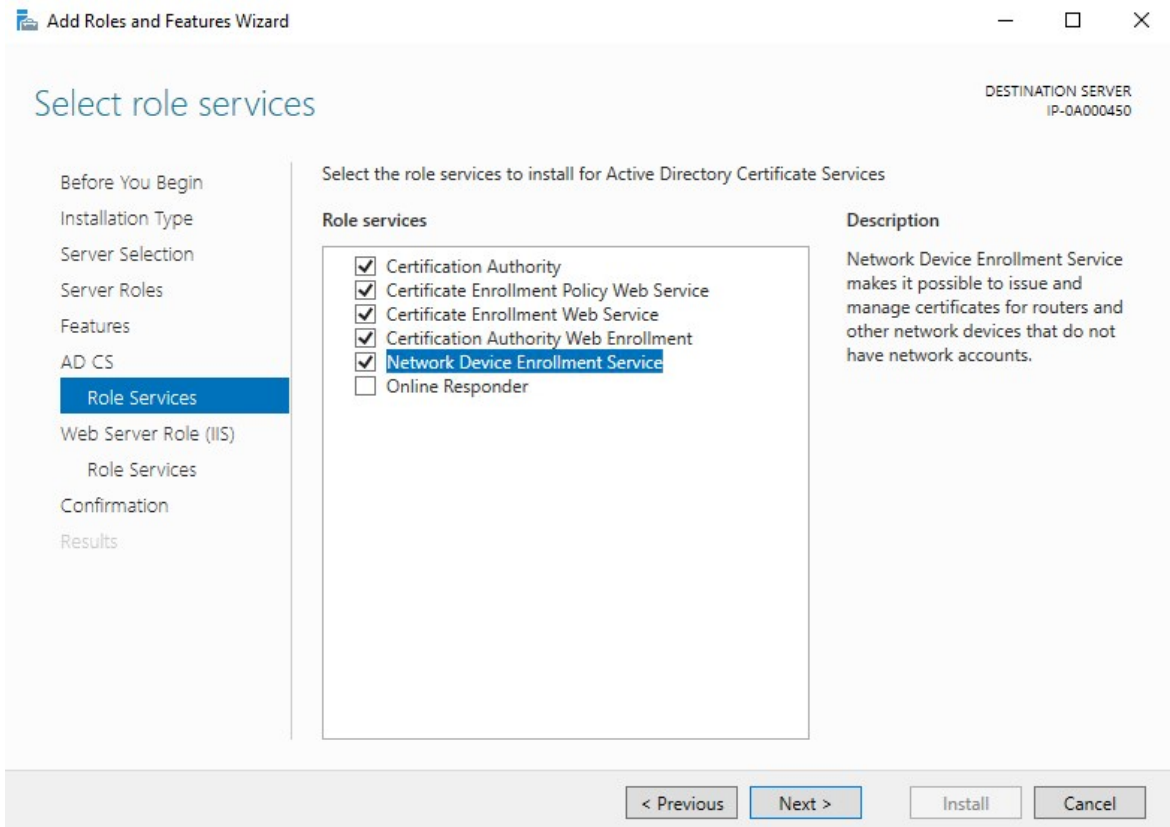 Add Roles and Features Wizard
Select role services
DESTINATION SERVER
IP-0A000450
Before You Begin
Installation Type
Server Selection
Server Roles
Features
AD CS
Role Services
Web Server Role (IIS)
Role Services
Confirmation
Results
Select the role services to install for Active Directory Certificate Services
Role services
Certification Authority
Certificate Enrollment Policy Web Service
Certificate Enrollment Web Service
Certification Authority Web Enrollment
Network Device Enrollment Service
Online Responder
Description
Network Device Enrollment Service
makes it possible to issue and
manage certificates for routers and
other network devices that do not
have network accounts.
< Previous
Next >
Install
Cancel